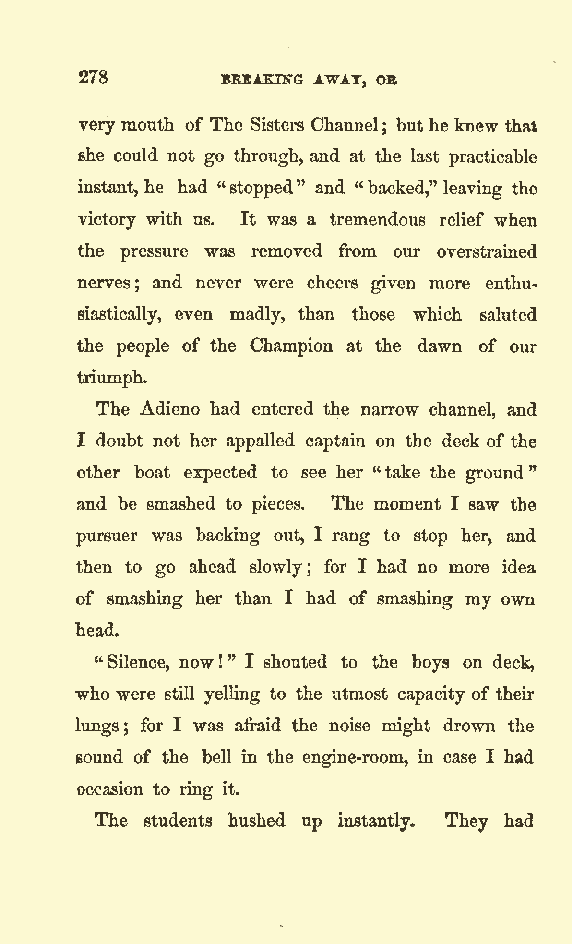 278 BREAKING AWAY, OR
very mouth of The Sisters Channel; but he knew that
she could not go through, and at the last practicable
instant, he had "stopped" and "backed," leaving the
victory with us. It was a tremendous relief when
the pressure was removed from our overstrained
nerves; and never were cheers given more enthu-
siastically, even madly, than those which saluted
the people of the Champion at the dawn of our
triumph.
The Adieno had entered the narrow channel, and
I doubt not her appalled captain on the deck of the
other boat expected to see her "take the ground"
and be smashed to pieces. The moment I saw the
pursuer was backing out, I rang to stop her, and
then to go ahead slowly; for I had no more idea
of smashing her than I had of smashing my own
head.
"Silence, now!" I shouted to the boys on deck,
who were still yelling to the utmost capacity of their
lungs; for I was afraid the noise might drown the
sound of the bell in the engine-room, in case I had
occasion to ring it.
The students hushed up instantly. They had